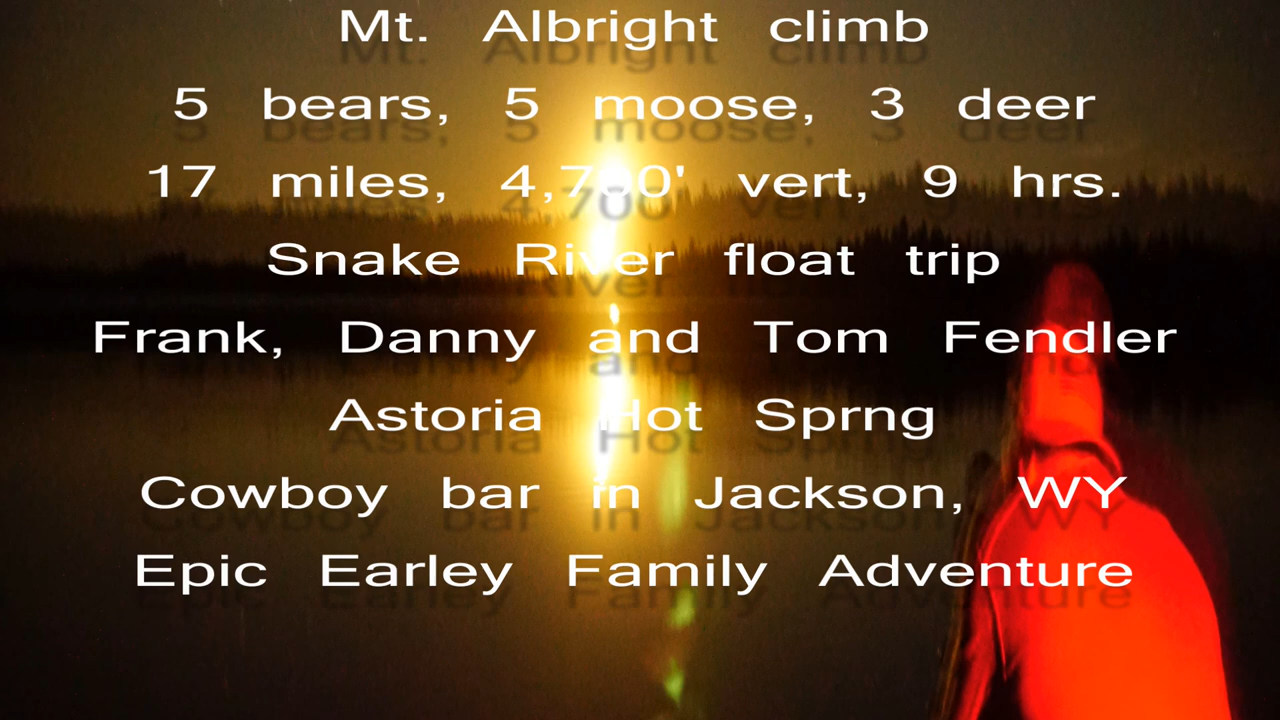 Mt. Albright climb
5 bears, 5 moose, 3 deer
17 miles, 4,700' vert, 9 hrs.
Snake River float trip
Frank, Danny and Tom Fendler
Astoria Hot Sprng
Cowboy bar in Jackson, WY
Epic Earley Family Adventure